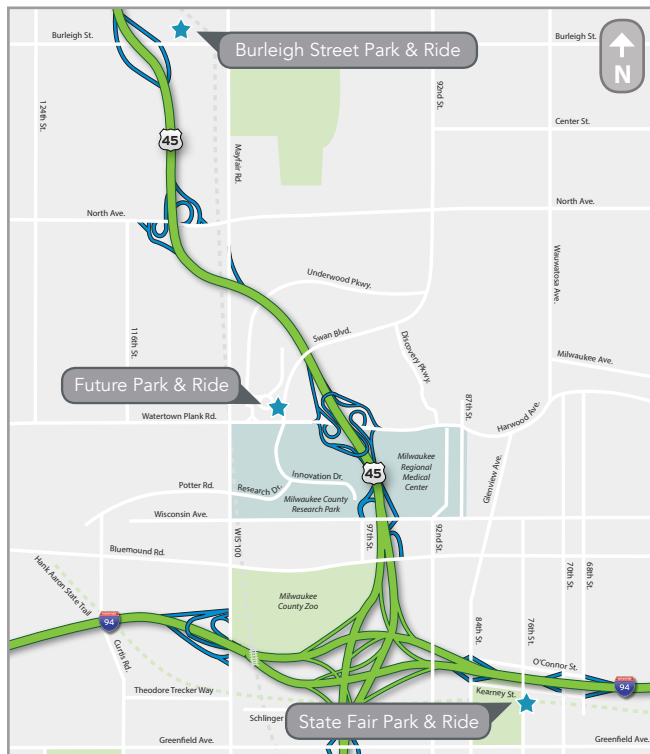 Burleigh St.
Burleigh Street Park & Ride
Burleigh St.
N
124th St.
92nd St.
Center St.
45
Mayfair Rd.
North Ave.
North Ave.
Wauwatosa Ave.
Underwood Pkwy.
Swan Blvd.
Discovery Pkwy.
116th St.
Milwaukee Ave.
Future Park & Ride
87th St.
Harwood Ave.
Watertown Plank Rd.
Milwaukee
Regional
Medical
Center
Glenview Ave.
45
Innovation Dr.
Potter Rd.
Research Dr.
Milwaukee County
Research Park
Wisconsin Ave.
WIS 100
97th St.
92nd St.
Bluemound Rd.
70th St.
68th St.
Hank Aaron State Trail
Milwaukee
County Zoo
94
84th St.
76th St.
Curtis Rd.
O'Connor St.
94
Theodore Trecker Way
Kearney St.
Schlinger
State Fair Park & Ride
Greenfield Ave.
Greenfield Ave.